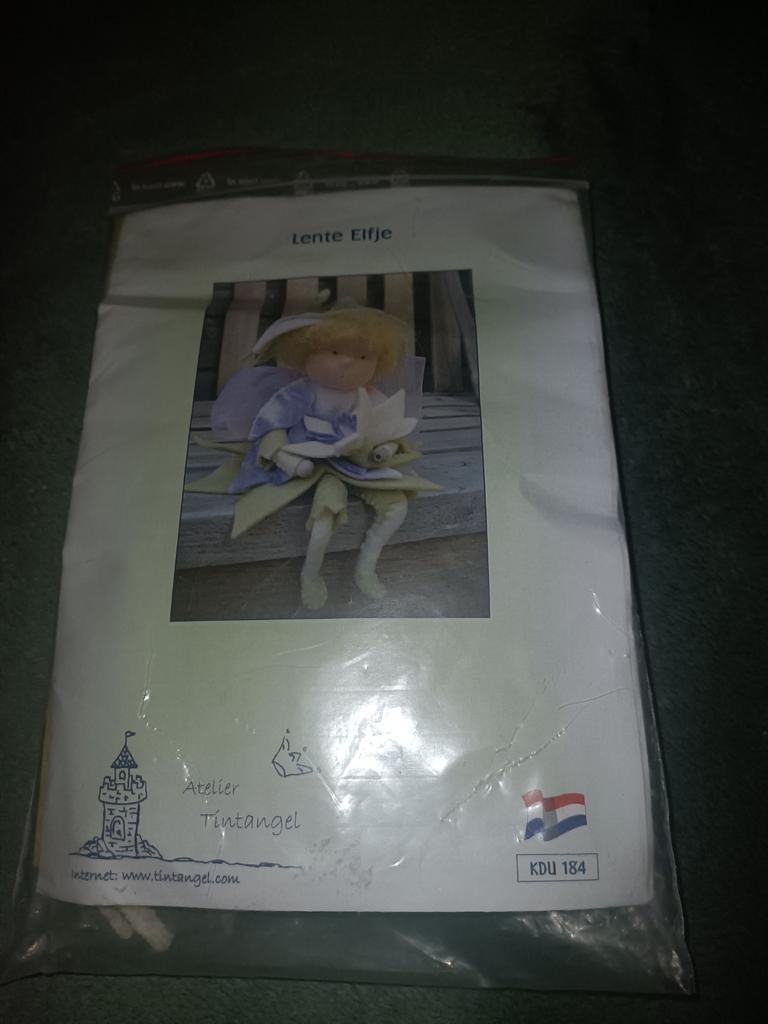 Lente Elfje
Atelier
Tintangel
Internet: www.tintangel.com
KDU 184